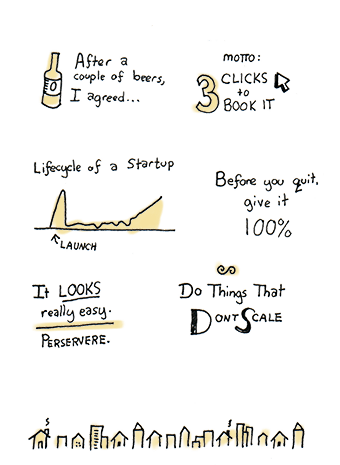 After a
couple of beers,
I agreed...
MOTTO:
3 CLICKS
to
BOOK IT
Lifecycle of a Startup
LAUNCH
Before you quit,
give it
100%
It LOOKS
really easy.
PERSERVERE.
Do Things That
DONT SCALE